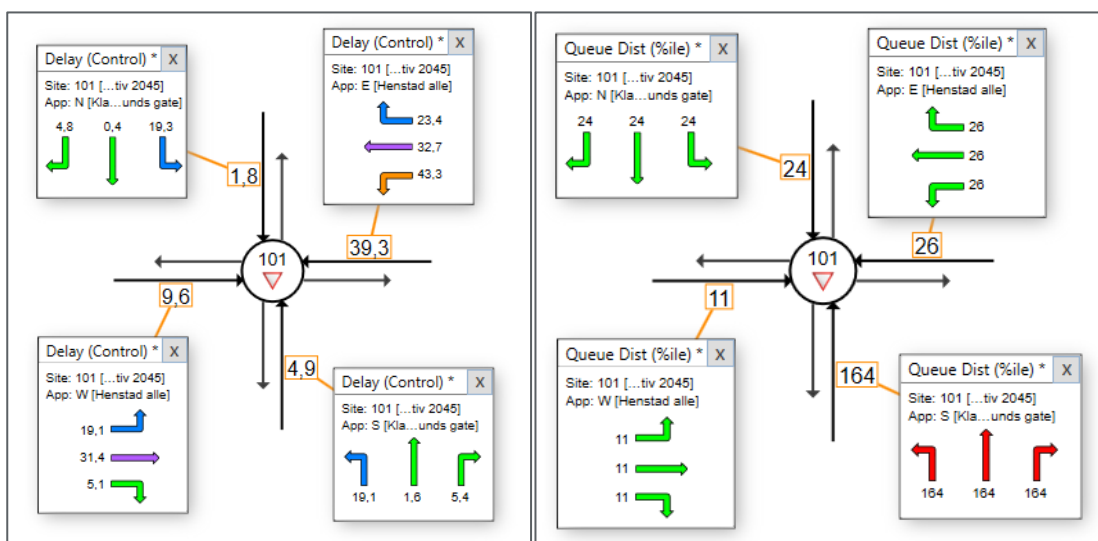 Delay (Control) * X
Site: 101 [...tiv 2045]
App: N [Kla...unds gate]
4,8 0,4 19,3
Delay (Control) * X
Site: 101 [...tiv 2045]
App: E [Henstad alle]
23,4
32,7
43,3
1,8
39,3
101
9,6
4,9
Delay (Control) * X
Site: 101 [...tiv 2045]
App: W [Henstad alle]
19,1
31,4
5,1
Delay (Control) * X
Site: 101 [...tiv 2045]
App: S [Kla...unds gate]
19,1 1,6 5,4
Queue Dist (%ile) X
Site: 101 [...tiv 2045]
App: N [Kla...unds gate]
24 24 24
Queue Dist (%ile) X
Site: 101 [...tiv 2045]
App: E [Henstad alle]
26
26
26
24
26
101
11
164
Queue Dist (%ile) X
Site: 101 [...tiv 2045]
App: W [Henstad alle]
11
11
11
Queue Dist (%ile) X
Site: 101 [...tiv 2045]
App: S [Kla...unds gate]
164 164 164